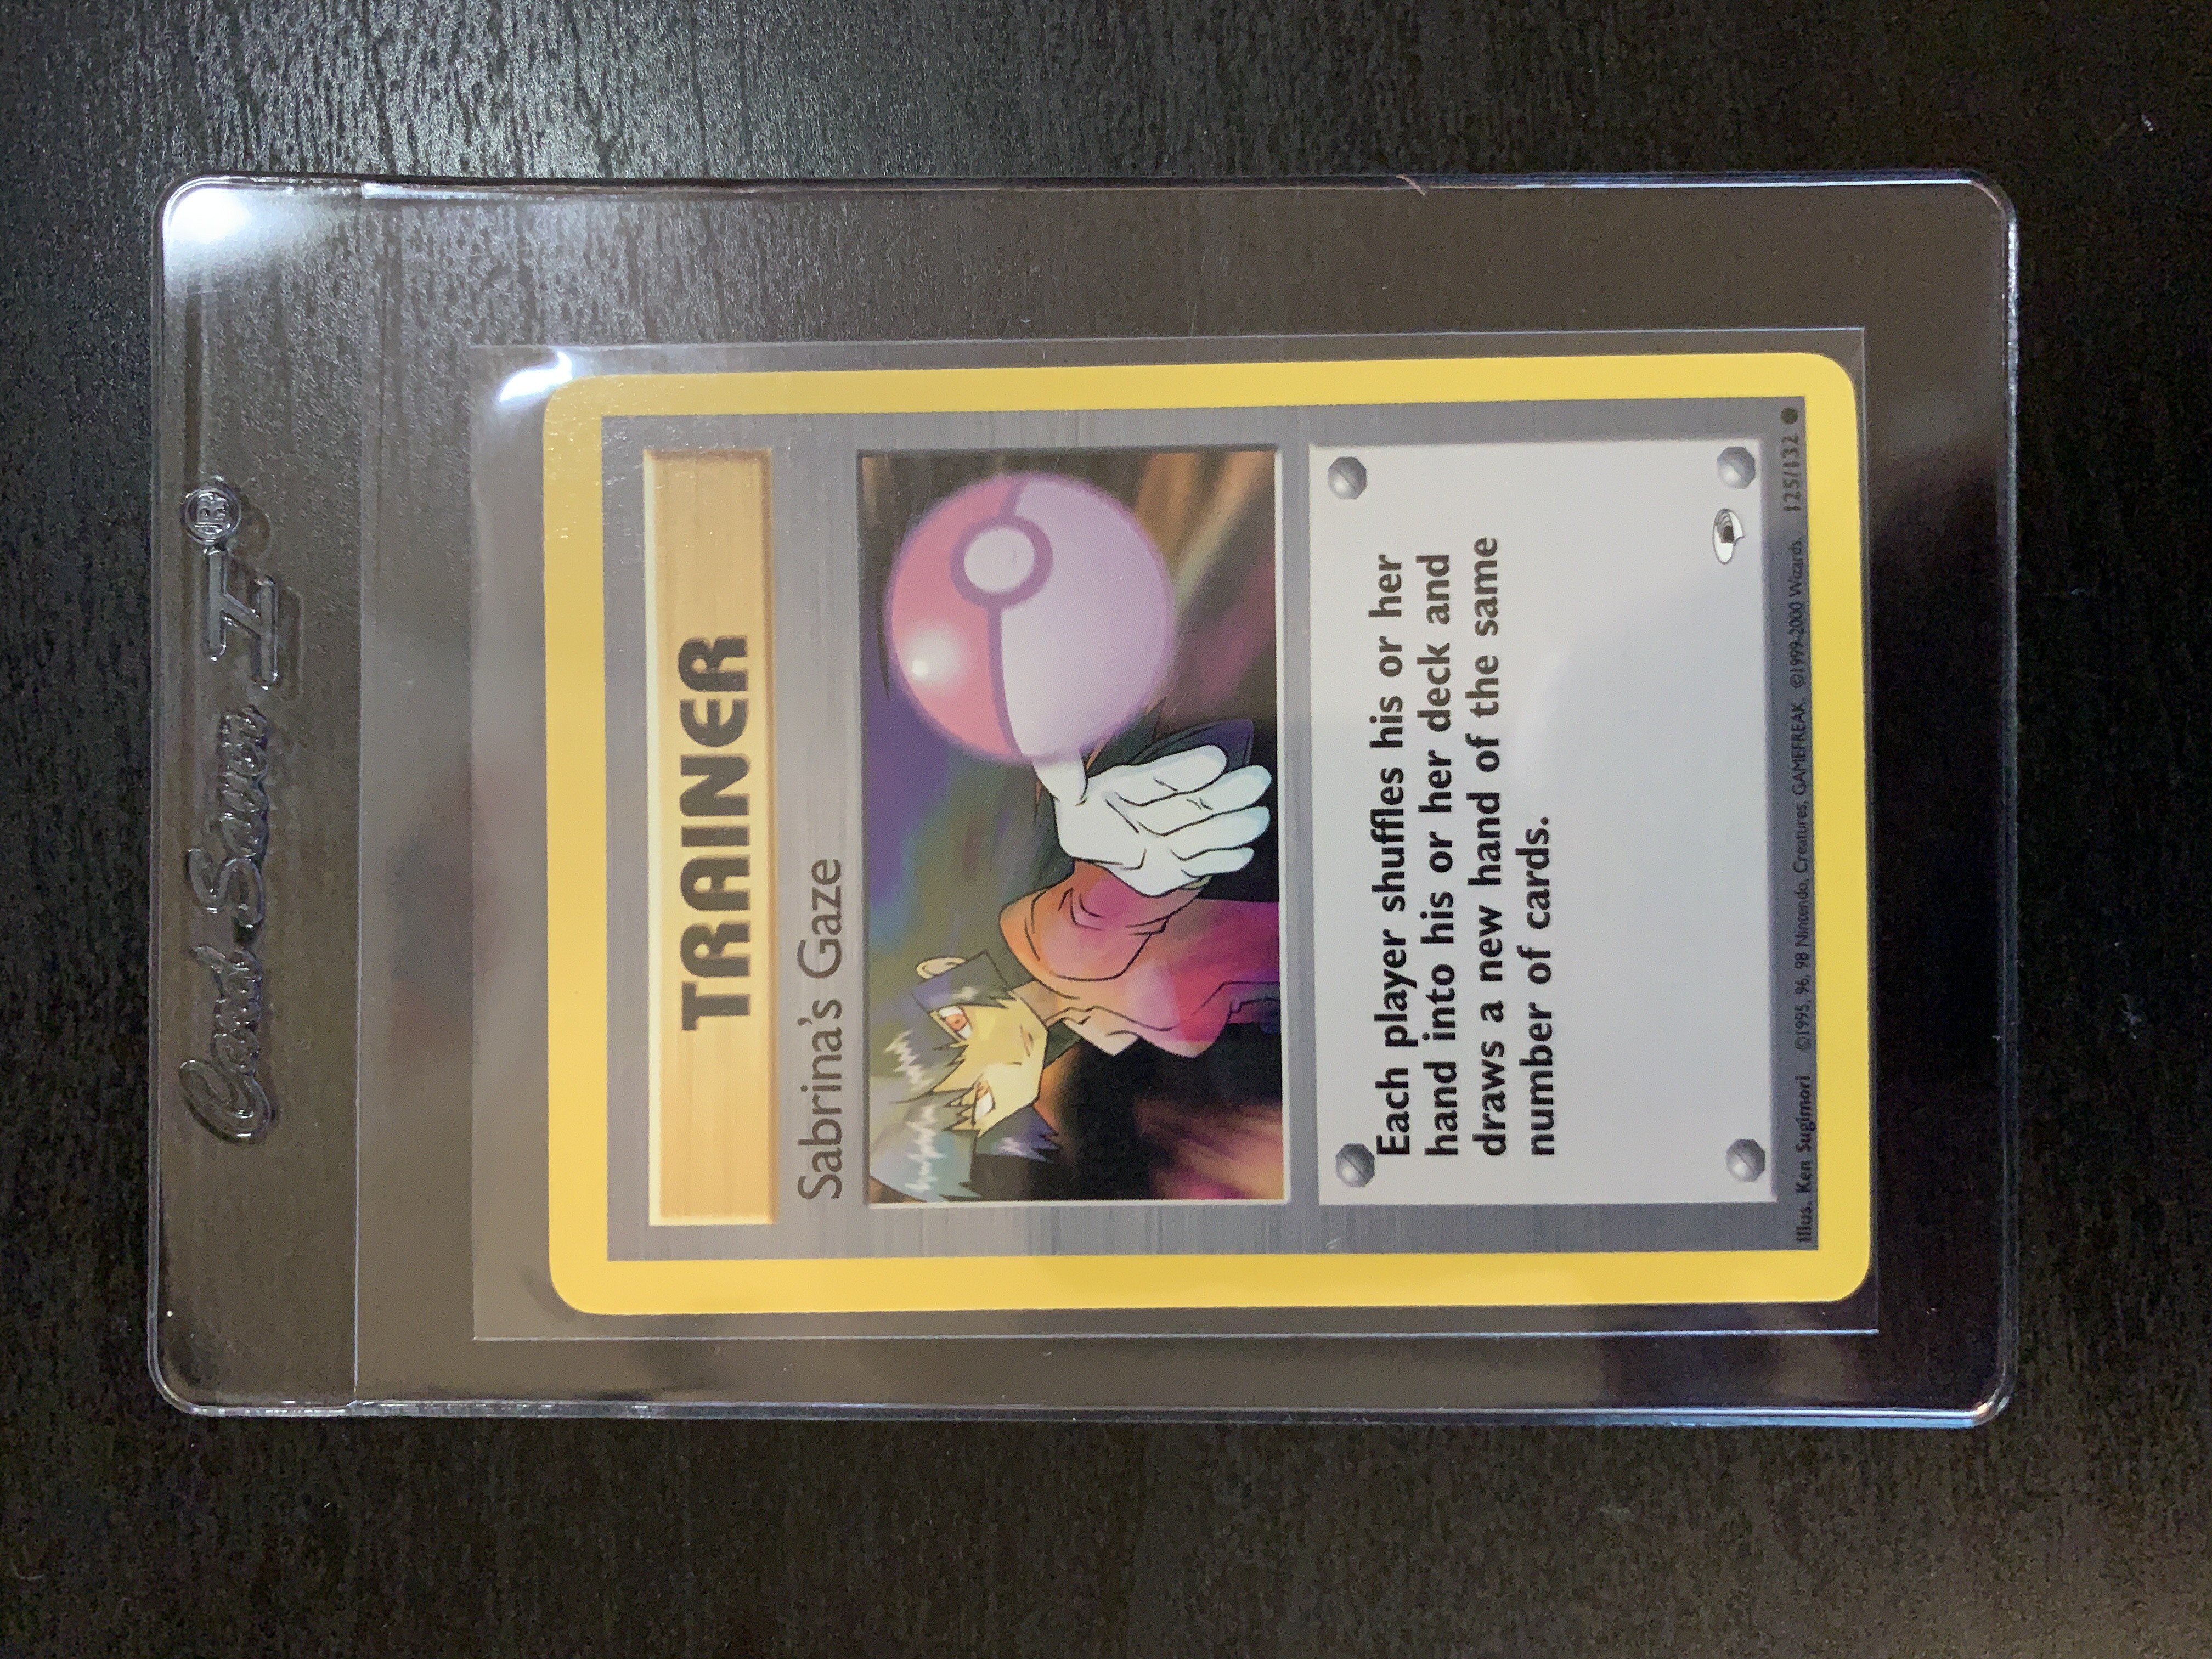 Card Saver I®
TRAINER
Sabrina's Gaze
Each player shuffles his or her
hand into his or her deck and
draws a new hand of the same
number of cards.
Illus. Ken Sugimori ©1995, 96, 98 Nintendo, Creatures, GAMEFREAK. ©1999-2000 Wizards. 125/132 ●